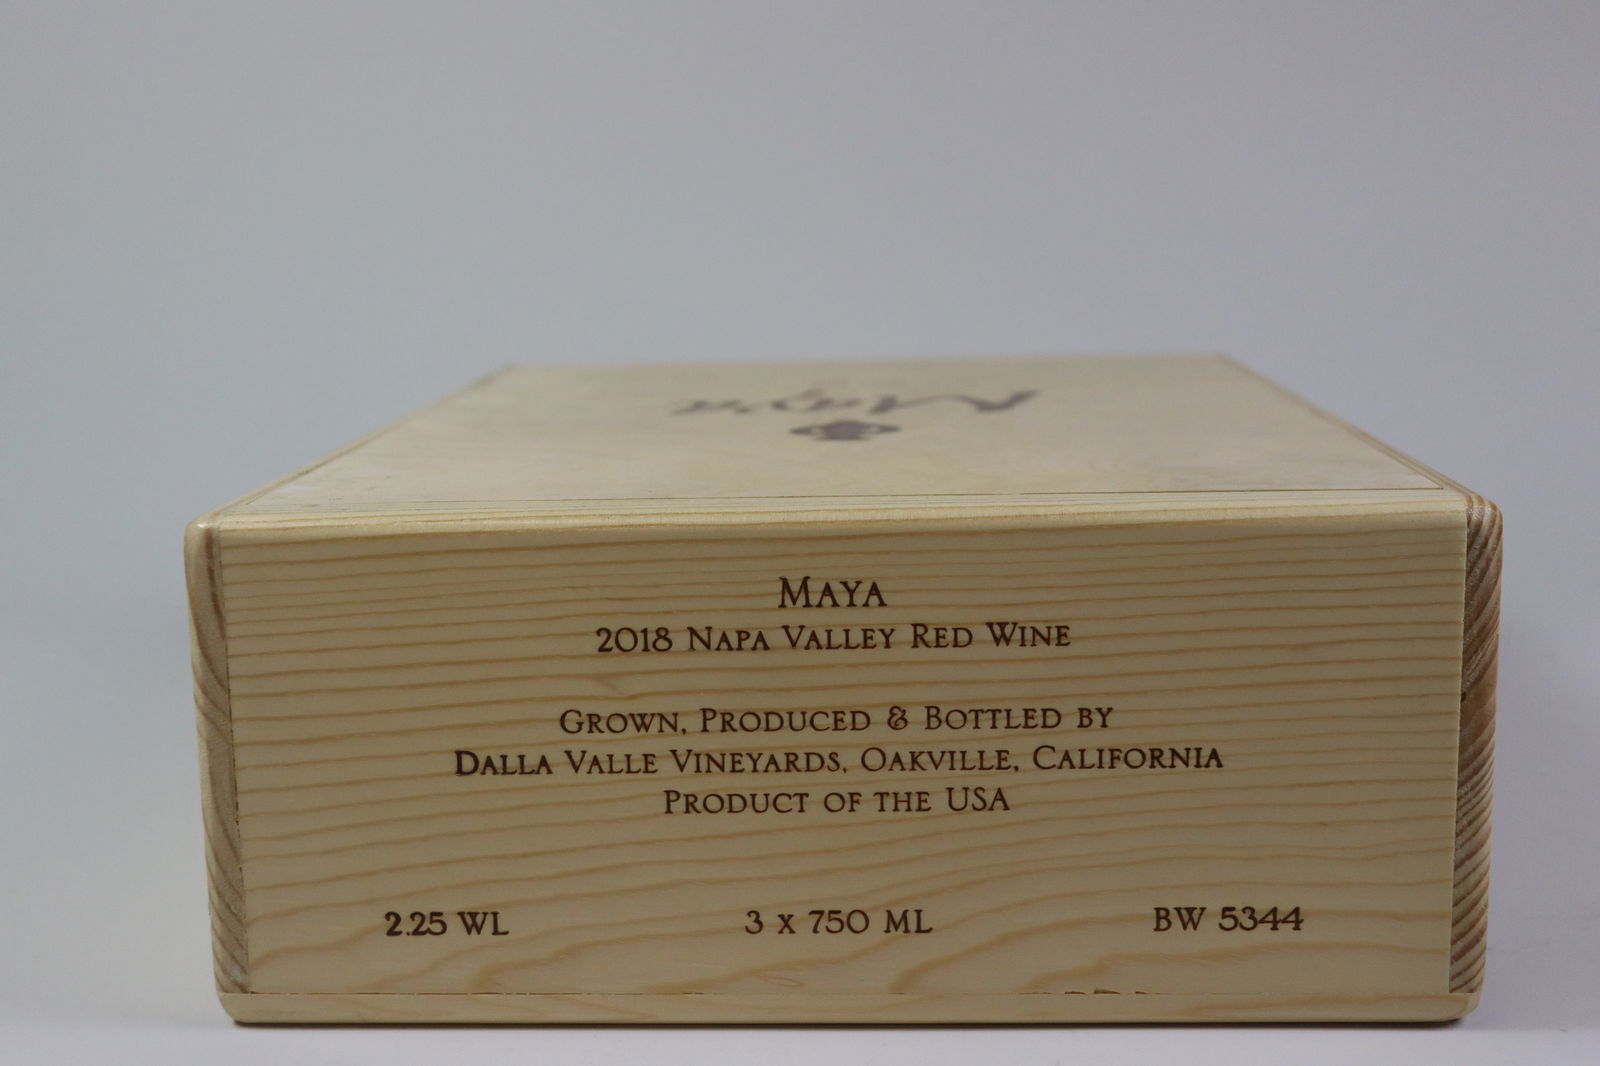 Maya
MAYA
2018 NAPA VALLEY RED WINE
GROWN, PRODUCED & BOTTLED BY
DALLA VALLE VINEYARDS, OAKVILLE, CALIFORNIA
PRODUCT OF THE USA
2.25 WL 3 x 750 ML BW 5344